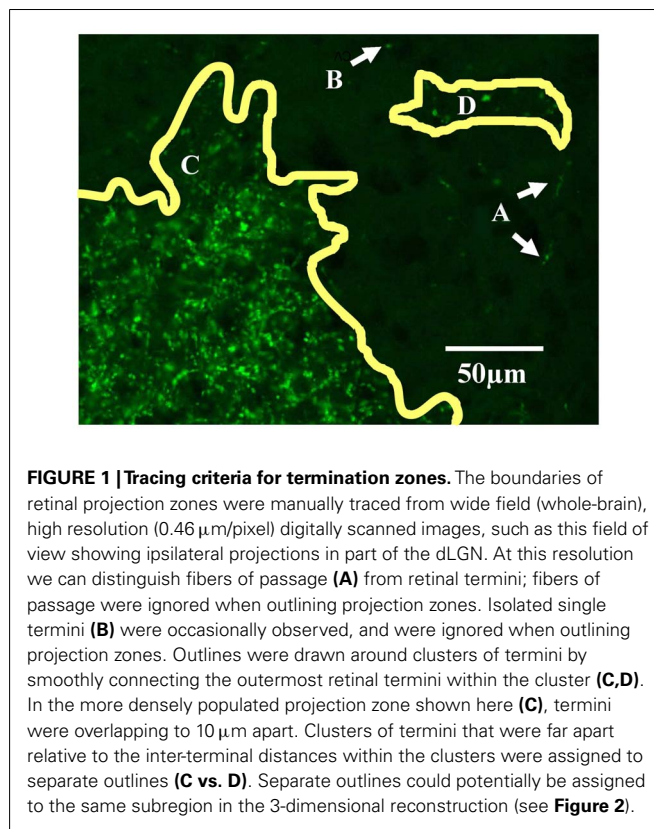 B
D
C
A
50µm
FIGURE 1 | Tracing criteria for termination zones. The boundaries of
retinal projection zones were manually traced from wide field (whole-brain),
high resolution (0.46 µm/pixel) digitally scanned images, such as this field of
view showing ipsilateral projections in part of the dLGN. At this resolution
we can distinguish fibers of passage (A) from retinal termini; fibers of
passage were ignored when outlining projection zones. Isolated single
termini (B) were occasionally observed, and were ignored when outlining
projection zones. Outlines were drawn around clusters of termini by
smoothly connecting the outermost retinal termini within the cluster (C,D).
In the more densely populated projection zone shown here (C), termini
were overlapping to 10 µm apart. Clusters of termini that were far apart
relative to the inter-terminal distances within the clusters were assigned to
separate outlines (C vs. D). Separate outlines could potentially be assigned
to the same subregion in the 3-dimensional reconstruction (see Figure 2).